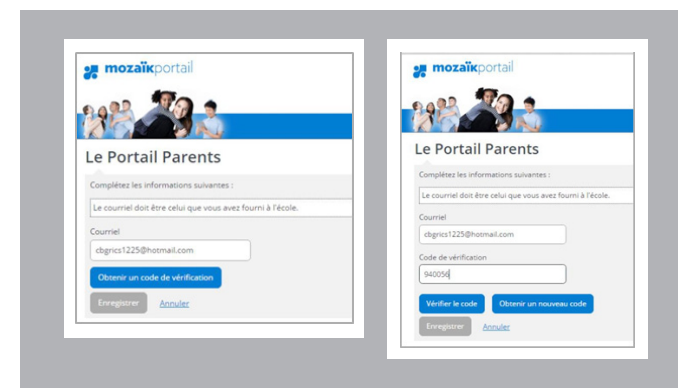 mozaïkportail
Le Portail Parents
Complétez les informations suivantes :
Le courriel doit être celui que vous avez fourni à l'école.
Courriel
cbgrics1225@hotmail.com
Obtenir un code de vérification
Enregistrer Annuler
mozaïkportail
Le Portail Parents
Complétez les informations suivantes :
Le courriel doit être celui que vous avez fourni à l'école.
Courriel
cbgrics1225@hotmail.com
Code de vérification
940056
Vérifier le code Obtenir un nouveau code
Enregistrer Annuler